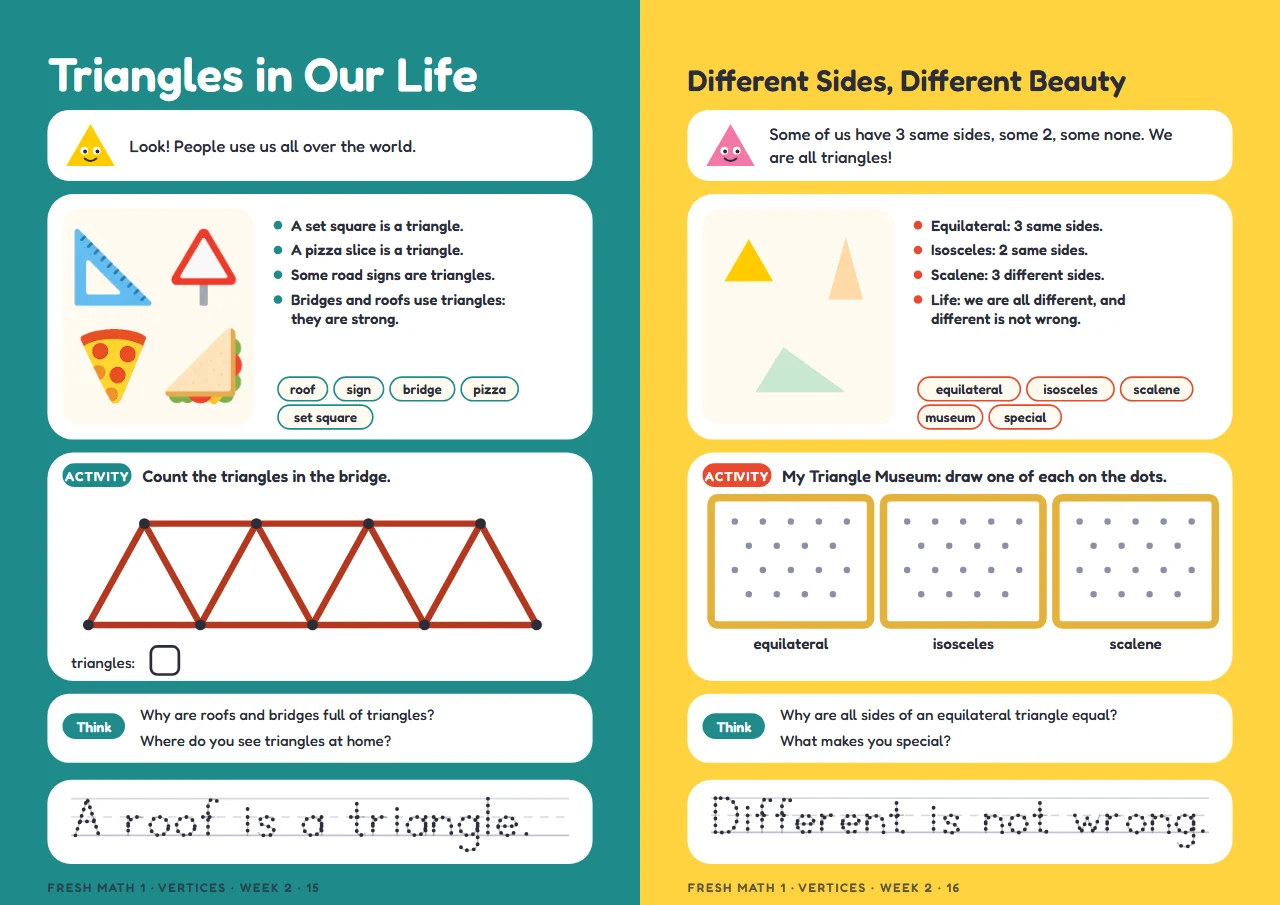 Triangles in Our Life
Look! People use us all over the world.
A set square is a triangle.
A pizza slice is a triangle.
Some road signs are triangles.
Bridges and roofs use triangles:
they are strong.
roof sign bridge pizza
set square
ACTIVITY Count the triangles in the bridge.
triangles:
Think
Why are roofs and bridges full of triangles?
Where do you see triangles at home?
A roof is a triangle.
FRESH MATH 1 · VERTICES · WEEK 2 · 15
Different Sides, Different Beauty
Some of us have 3 same sides, some 2, some none. We
are all triangles!
Equilateral: 3 same sides.
Isosceles: 2 same sides.
Scalene: 3 different sides.
Life: we are all different, and
different is not wrong.
equilateral isosceles scalene
museum special
ACTIVITY My Triangle Museum: draw one of each on the dots.
equilateral isosceles scalene
Think
Why are all sides of an equilateral triangle equal?
What makes you special?
Different is not wrong.
FRESH MATH 1 · VERTICES · WEEK 2 · 16